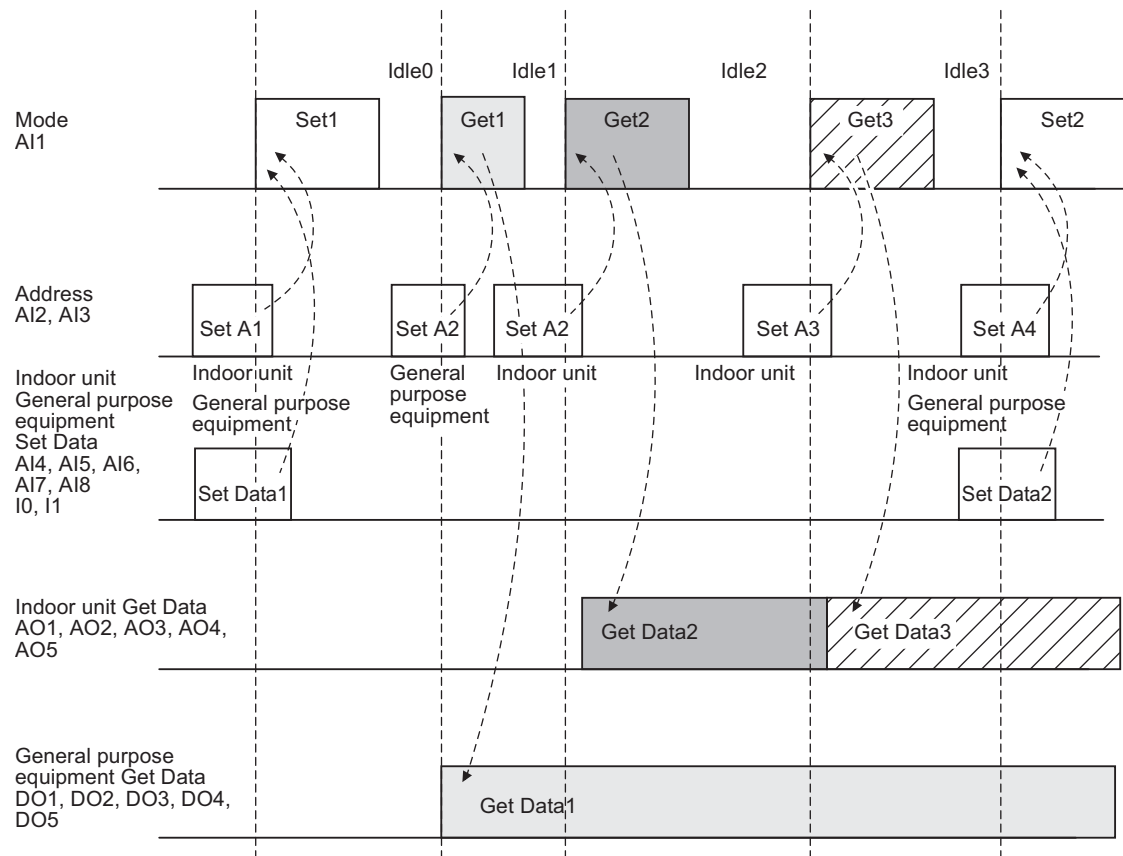 Idle0
Idle1
Idle2
Idle3
Mode
AI1
Set1
Get1
Get2
Get3
Set2
Address
AI2, AI3
Set A1
Set A2
Set A2
Set A3
Set A4
Indoor unit
General purpose
equipment
General
purpose
equipment
Indoor unit
Indoor unit
Indoor unit
General purpose
equipment
Indoor unit
General purpose
equipment
Set Data
AI4, AI5, AI6,
AI7, AI8
I0, I1
Set Data1
Set Data2
Indoor unit Get Data
AO1, AO2, AO3, AO4,
AO5
Get Data2
Get Data3
General purpose
equipment Get Data
DO1, DO2, DO3, DO4,
DO5
Get Data1